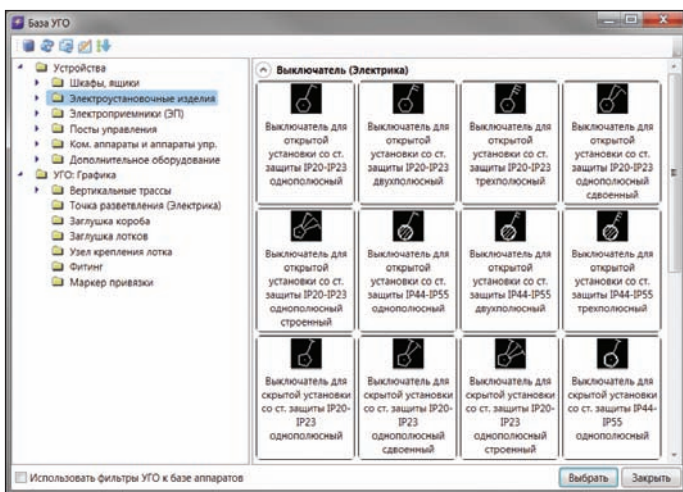 База УГО
Устройства
Шкафы, ящики
Электроустановочные изделия
Электроприемники (ЭП)
Посты управления
Ком. аппараты и аппараты упр.
Дополнительное оборудование
УГО: Графика
Вертикальные трассы
Точка разветвления (Электрика)
Заглушка короба
Заглушка лотков
Узел крепления лотка
Фитинг
Маркер привязки
Выключатель (Электрика)
Выключатель для
открытой
установки со ст.
защиты IP20-IP23
однополюсный
Выключатель для
открытой
установки со ст.
защиты IP20-IP23
двухполюсный
Выключатель для
открытой
установки со ст.
защиты IP20-IP23
трехполюсный
Выключатель для
открытой
установки со ст.
защиты IP20-IP23
однополюсный
сдвоенный
Выключатель для
открытой
установки со ст.
защиты IP20-IP23
однополюсный
строенный
Выключатель для
открытой
установки со ст.
защиты IP44-IP55
однополюсный
Выключатель для
открытой
установки со ст.
защиты IP44-IP55
двухполюсный
Выключатель для
открытой
установки со ст.
защиты IP44-IP55
трехполюсный
Выключатель для
скрытой установки
со ст. защиты IP20-
IP23
однополюсный
Выключатель для
скрытой установки
со ст. защиты IP20-
IP23
однополюсный
сдвоенный
Выключатель для
скрытой установки
со ст. защиты IP20-
IP23
однополюсный
строенный
Выключатель для
скрытой установки
со ст. защиты IP44-
IP55
однополюсный
Использовать фильтры УГО к базе аппаратов
Выбрать
Закрыть